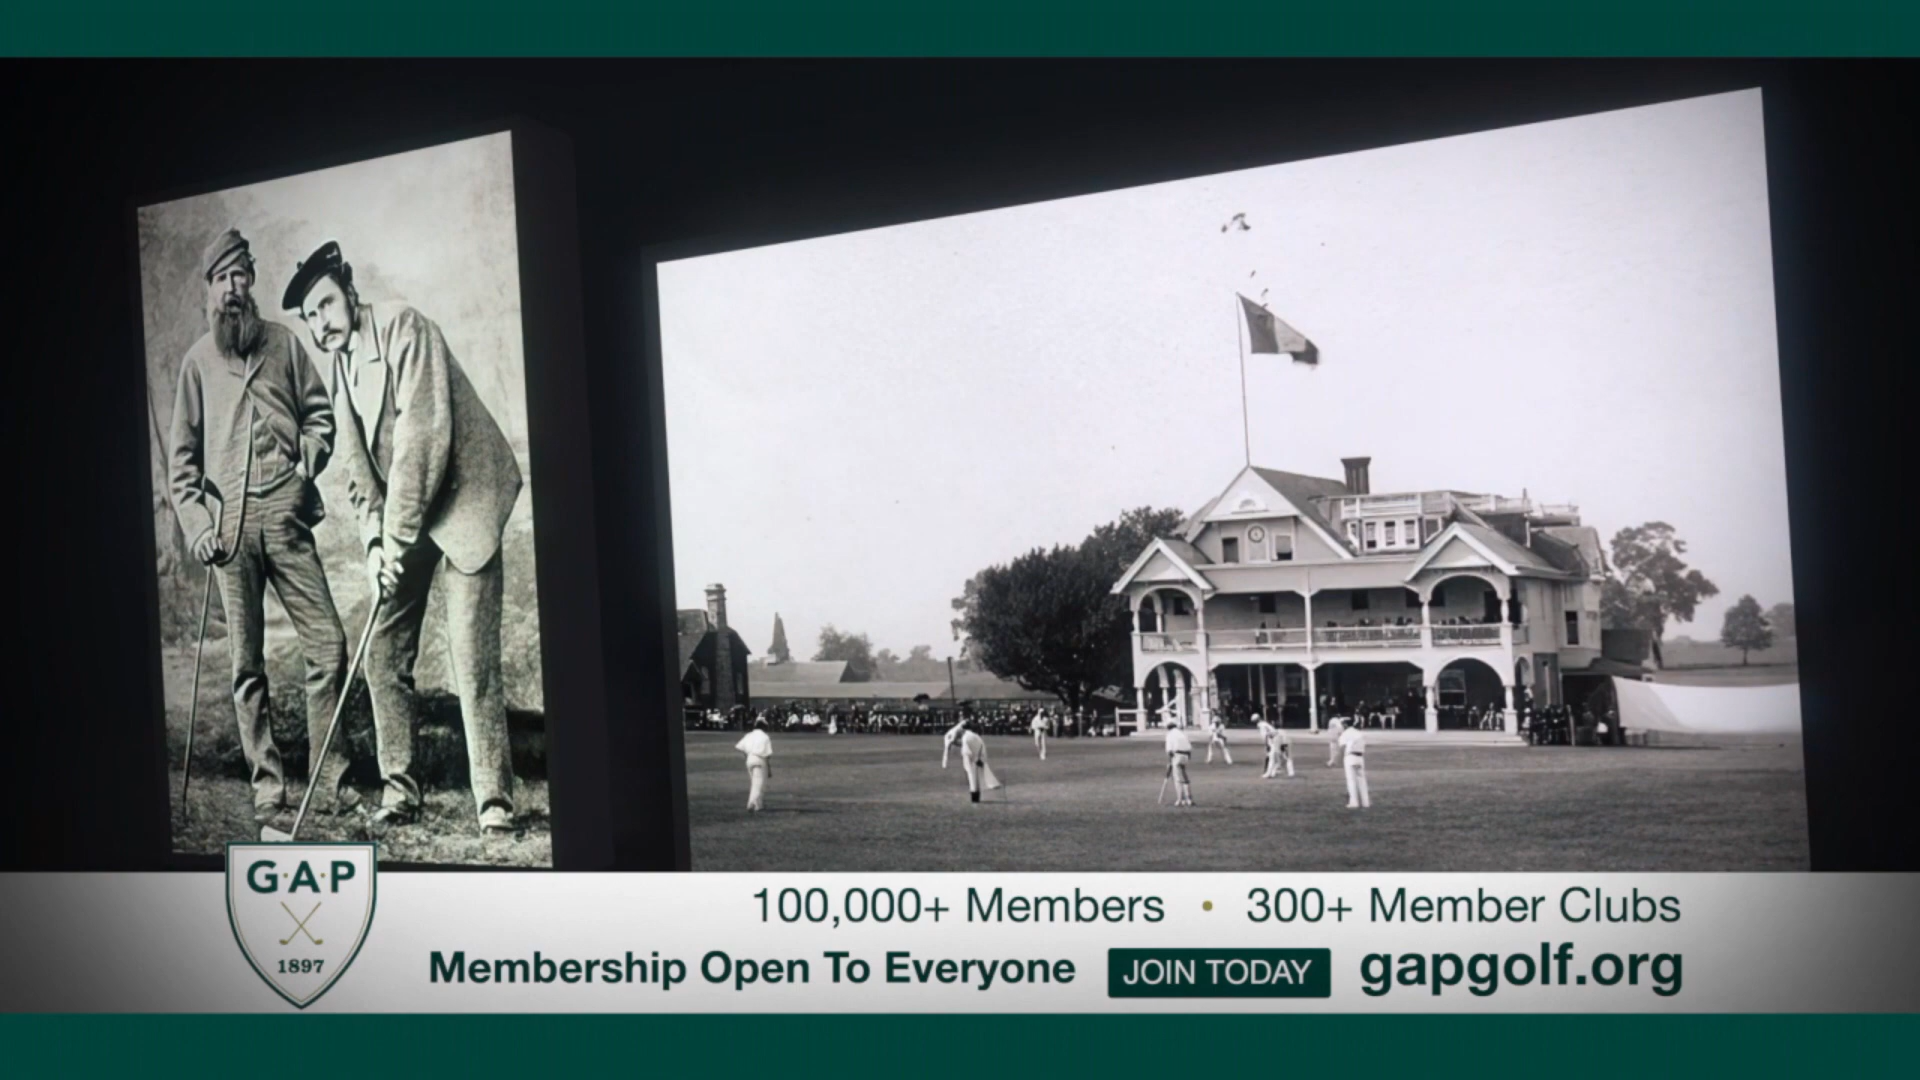 G·A·P
1897
100,000+ Members • 300+ Member Clubs
Membership Open To Everyone JOIN TODAY gapgolf.org